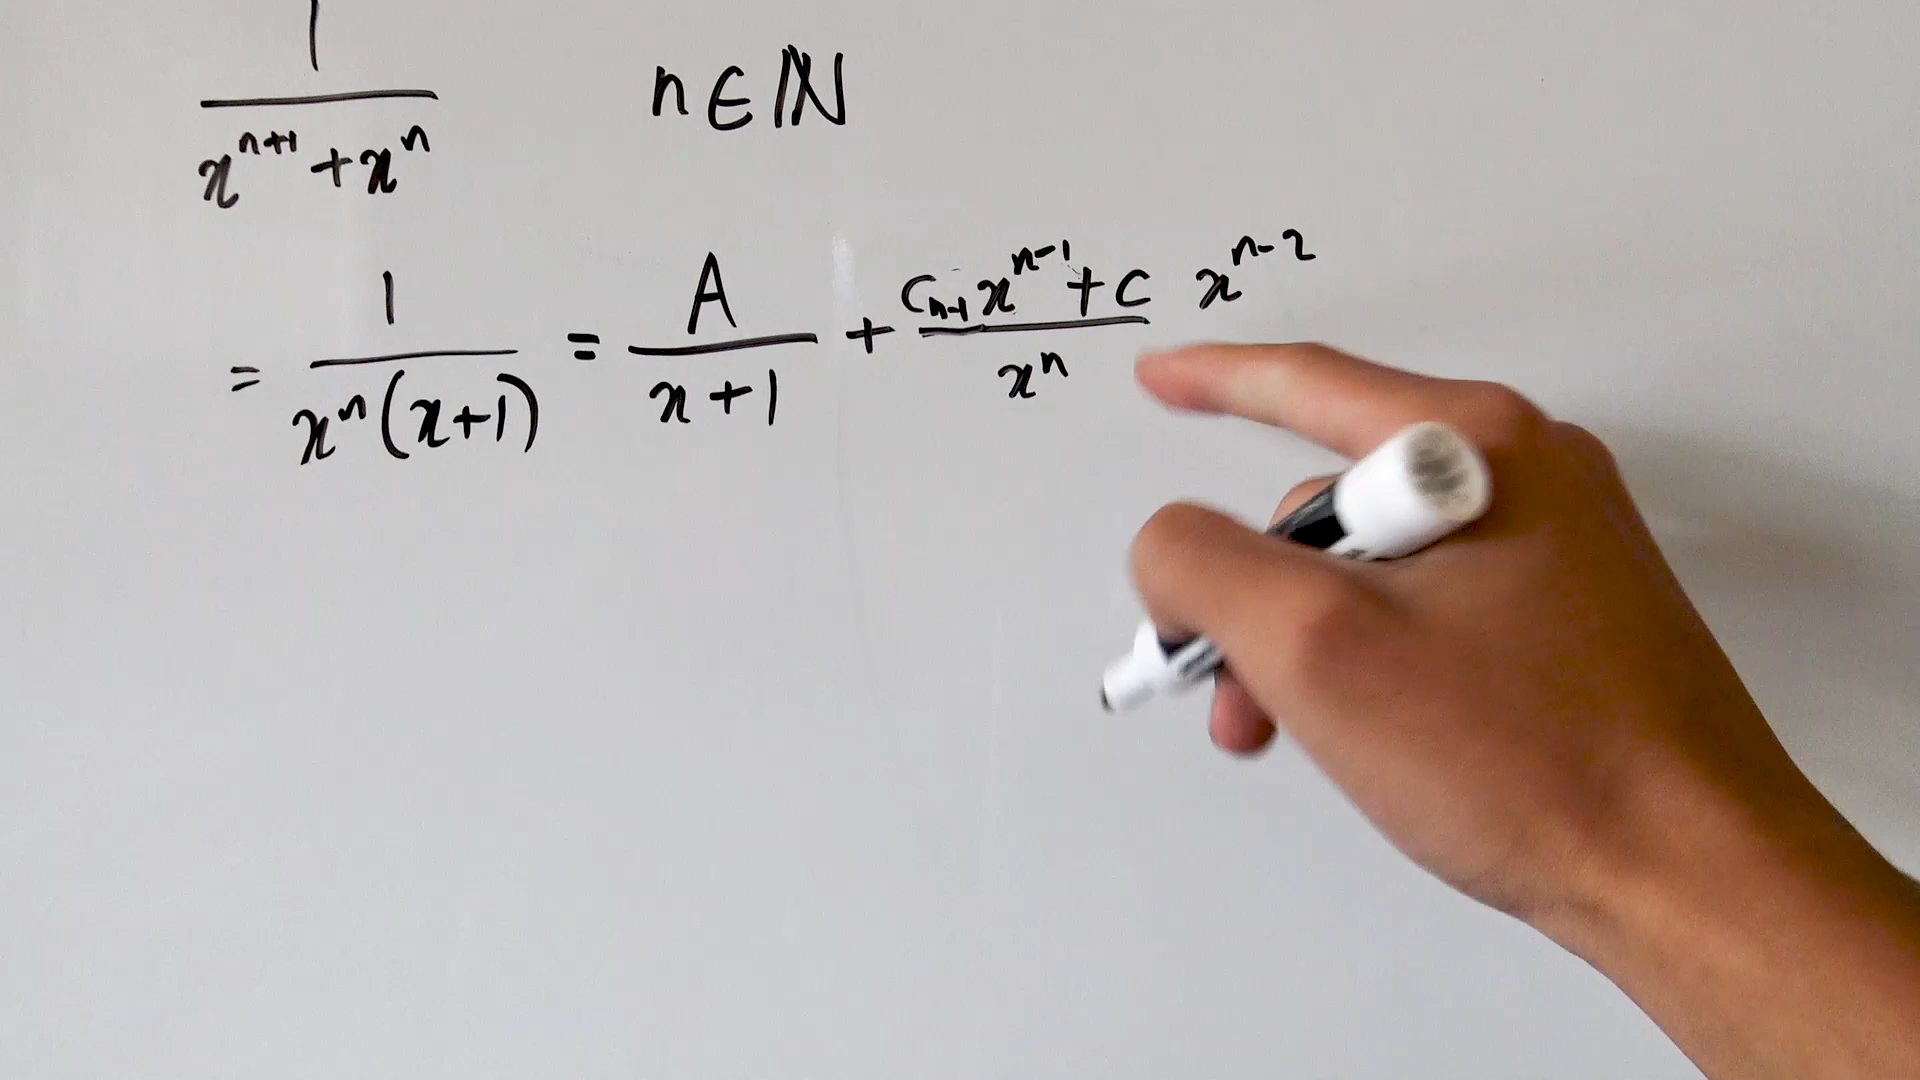 1/(x^{n+1} + x^n) n ∈ ℕ
= 1/(x^n(x+1)) = A/(x+1) + (c_{n-1}x^{n-1} + c x^{n-2})/x^n